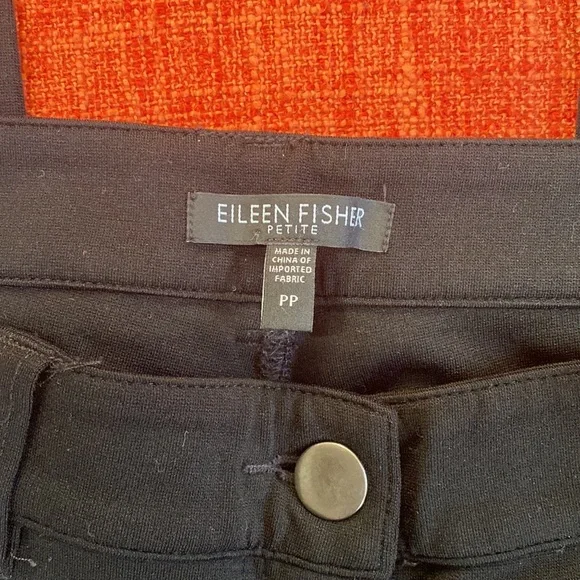 EILEEN FISHER
PETITE
MADE IN
CHINA OF
IMPORTED
FABRIC
PP